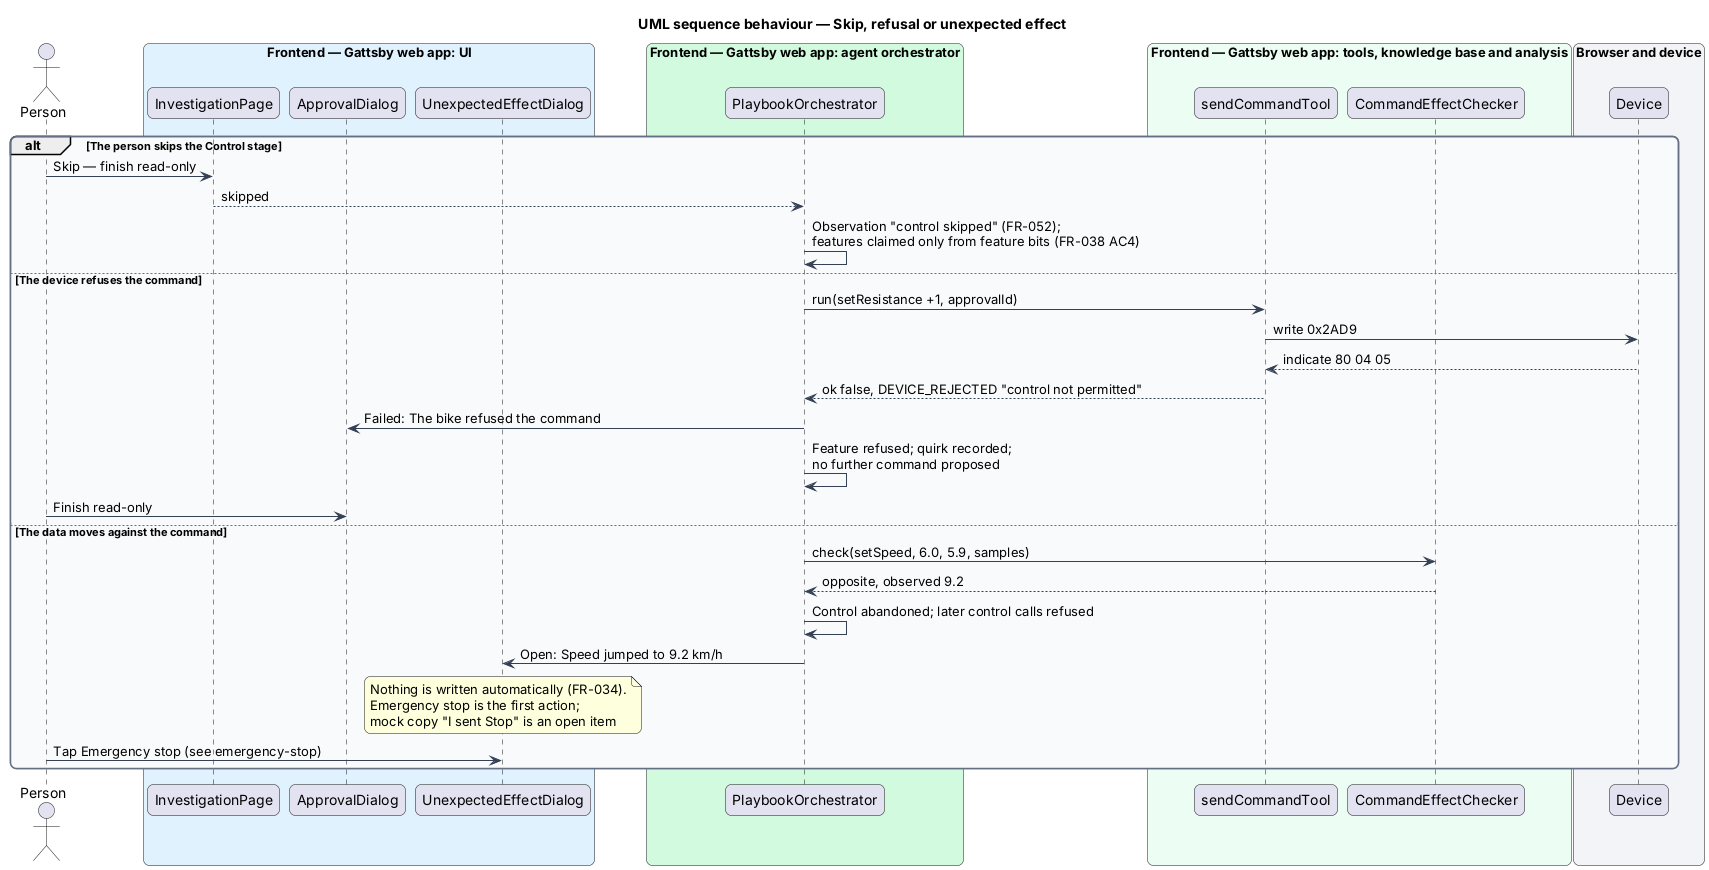 UML sequence behaviour — Skip, refusal or unexpected effect
Frontend — Gattsby web app: UI
Frontend — Gattsby web app: agent orchestrator
Frontend — Gattsby web app: tools, knowledge base and analysis
Browser and device
Person
InvestigationPage
ApprovalDialog
UnexpectedEffectDialog
PlaybookOrchestrator
sendCommandTool
CommandEffectChecker
Device
alt
[The person skips the Control stage]
Skip — finish read-only
skipped
Observation "control skipped" (FR-052);
features claimed only from feature bits (FR-038 AC4)
[The device refuses the command]
run(setResistance +1, approvalId)
write 0x2AD9
indicate 80 04 05
ok false, DEVICE_REJECTED "control not permitted"
Failed: The bike refused the command
Feature refused; quirk recorded;
no further command proposed
Finish read-only
[The data moves against the command]
check(setSpeed, 6.0, 5.9, samples)
opposite, observed 9.2
Control abandoned; later control calls refused
Open: Speed jumped to 9.2 km/h
Nothing is written automatically (FR-034).
Emergency stop is the first action;
mock copy "I sent Stop" is an open item
Tap Emergency stop (see emergency-stop)
Person
InvestigationPage
ApprovalDialog
UnexpectedEffectDialog
PlaybookOrchestrator
sendCommandTool
CommandEffectChecker
Device